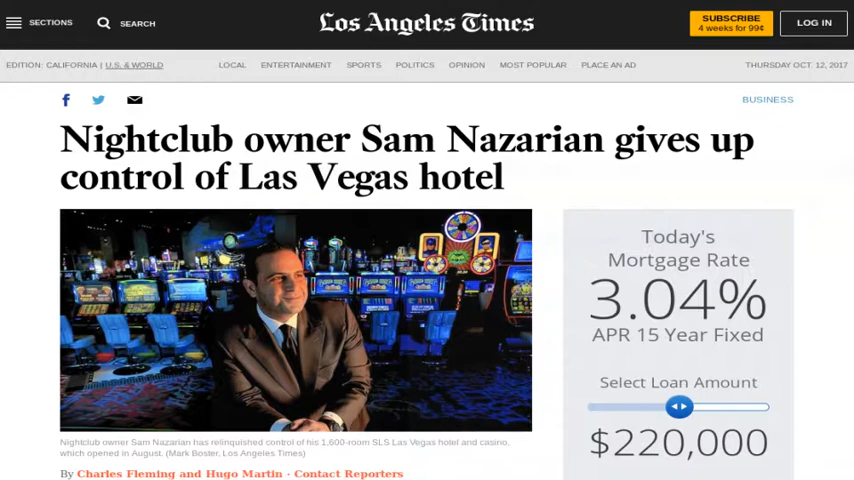 SECTIONS
SEARCH
Los Angeles Times
SUBSCRIBE
4 weeks for 99¢
LOG IN
EDITION: CALIFORNIA | U.S. & WORLD
LOCAL ENTERTAINMENT SPORTS POLITICS OPINION MOST POPULAR PLACE AN AD
THURSDAY OCT. 12, 2017
BUSINESS
Nightclub owner Sam Nazarian gives up
control of Las Vegas hotel
Nightclub owner Sam Nazarian has relinquished control of his 1,600-room SLS Las Vegas hotel and casino,
which opened in August. (Mark Boster, Los Angeles Times)
By Charles Fleming and Hugo Martin · Contact Reporters
Today's
Mortgage Rate
3.04%
APR 15 Year Fixed
Select Loan Amount
$220,000